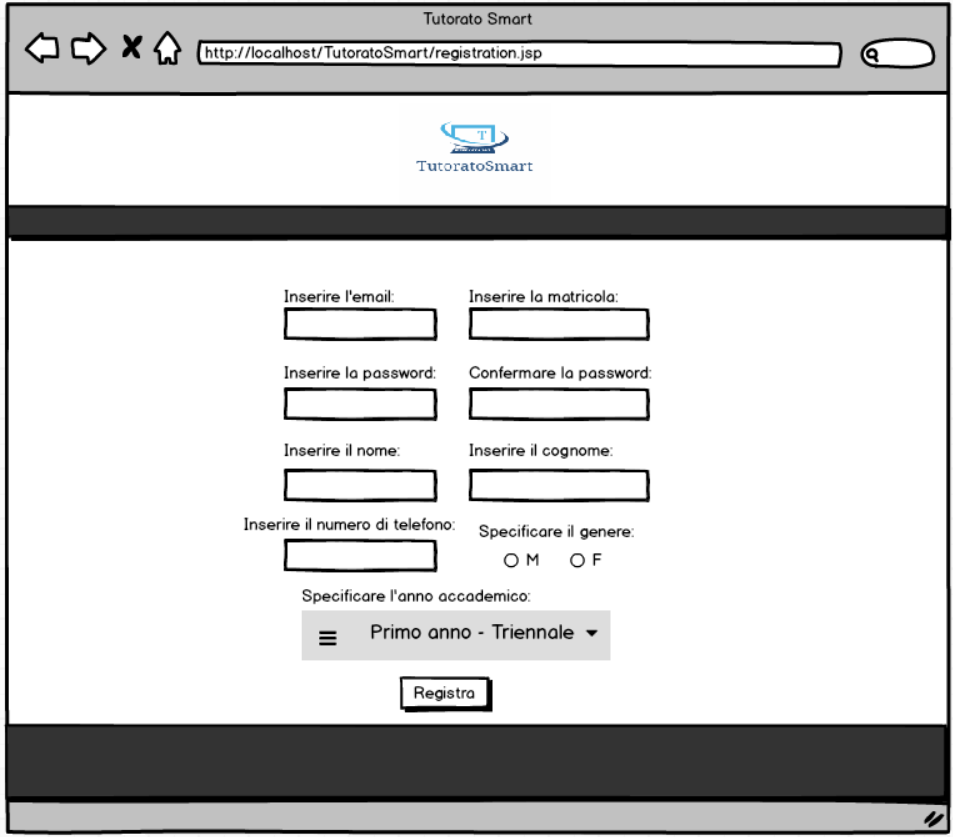 Tutorato Smart
http://localhost/TutoratoSmart/registration.jsp
T
TutoratoSmart
Inserire l'email: Inserire la matricola:
Inserire la password: Confermare la password:
Inserire il nome: Inserire il cognome:
Inserire il numero di telefono: Specificare il genere:
M F
Specificare l'anno accademico:
Primo anno - Triennale
Registra